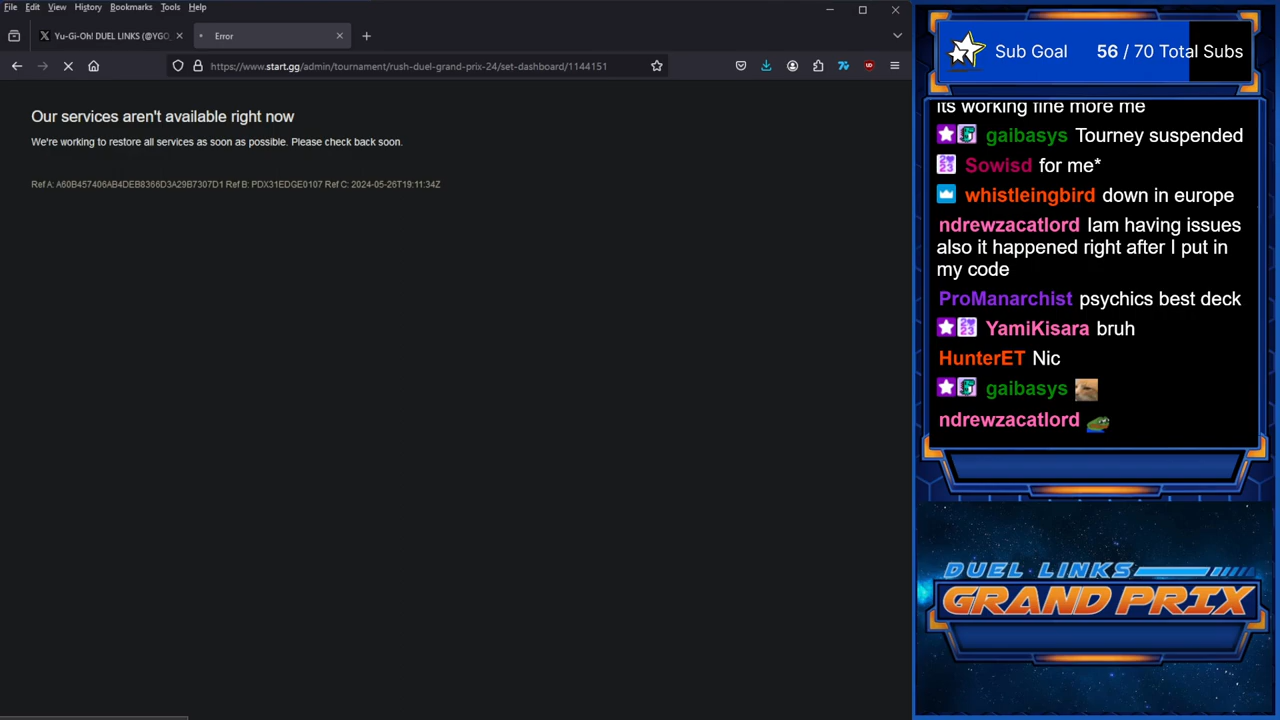 File Edit View History Bookmarks Tools Help
Yu-Gi-Oh! DUEL LINKS (@YGO_
Error
https://www.start.gg/admin/tournament/rush-duel-grand-prix-24/set-dashboard/1144151
Our services aren't available right now
We're working to restore all services as soon as possible. Please check back soon.
Ref A: A60B457406AB4DEB8366D3A29B7307D1 Ref B: PDX31EDGE0107 Ref C: 2024-05-26T19:11:34Z
Sub Goal 56 / 70 Total Subs
its working fine more me
gaibasys Tourney suspended
Sowisd for me*
whistleingbird down in europe
ndrewzacatlord Iam having issues
also it happened right after I put in
my code
ProManarchist psychics best deck
YamiKisara bruh
HunterET Nic
gaibasys
ndrewzacatlord
DUEL LINKS
GRAND PRIX